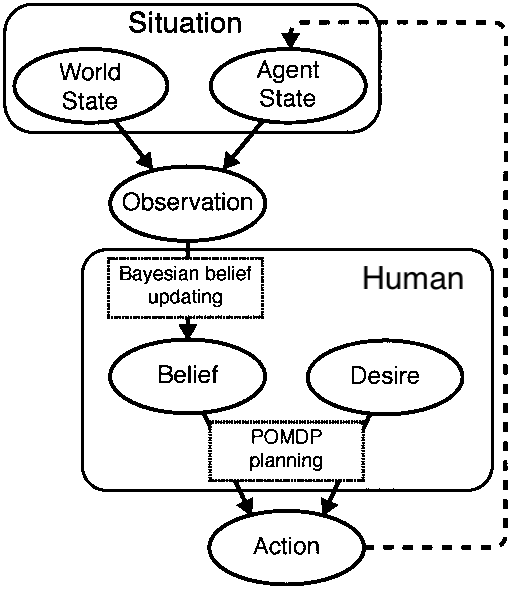 Situation
World
State
Agent
State
Observation
Bayesian belief
updating
Human
Belief
Desire
POMDP
planning
Action